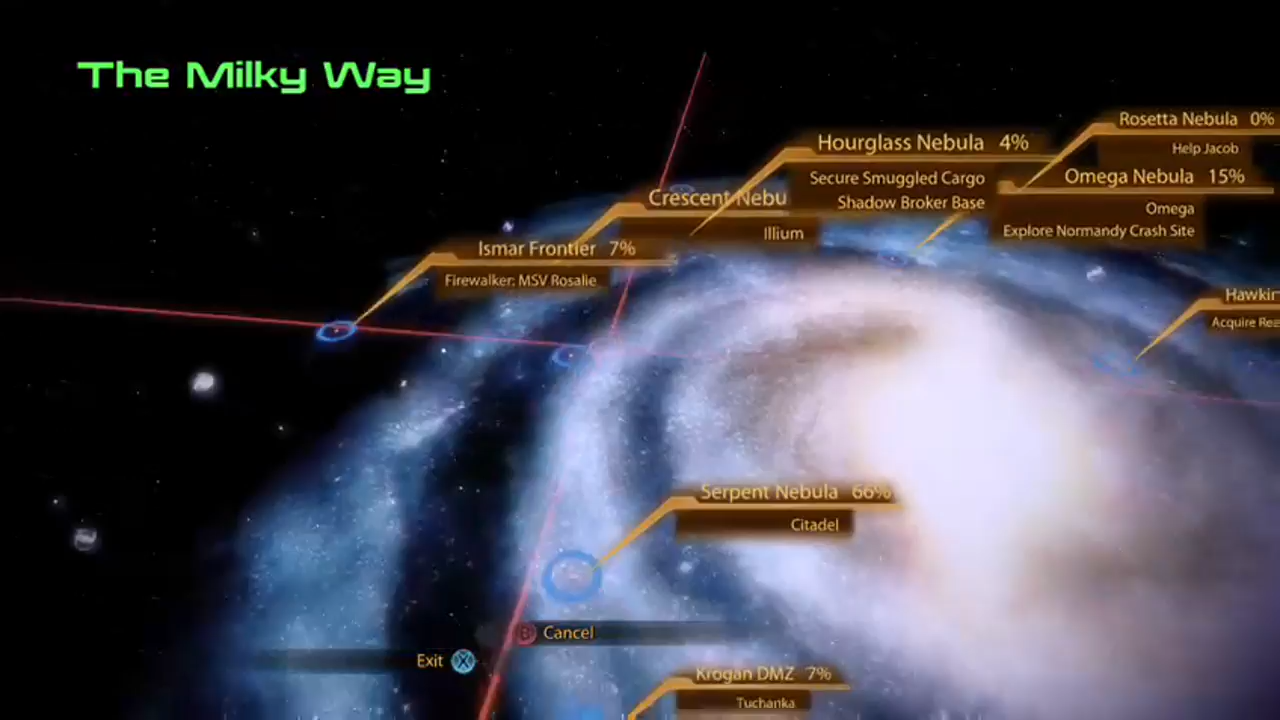 The Milky Way
Rosetta Nebula 0%
Help Jacob
Hourglass Nebula 4%
Secure Smuggled Cargo
Shadow Broker Base
Omega Nebula 15%
Omega
Explore Normandy Crash Site
Crescent Nebu
Illium
Ismar Frontier 7%
Firewalker: MSV Rosalie
Hawkin
Acquire Rea
Serpent Nebula 66%
Citadel
B Cancel
Exit X
Krogan DMZ 7%
Tuchanka